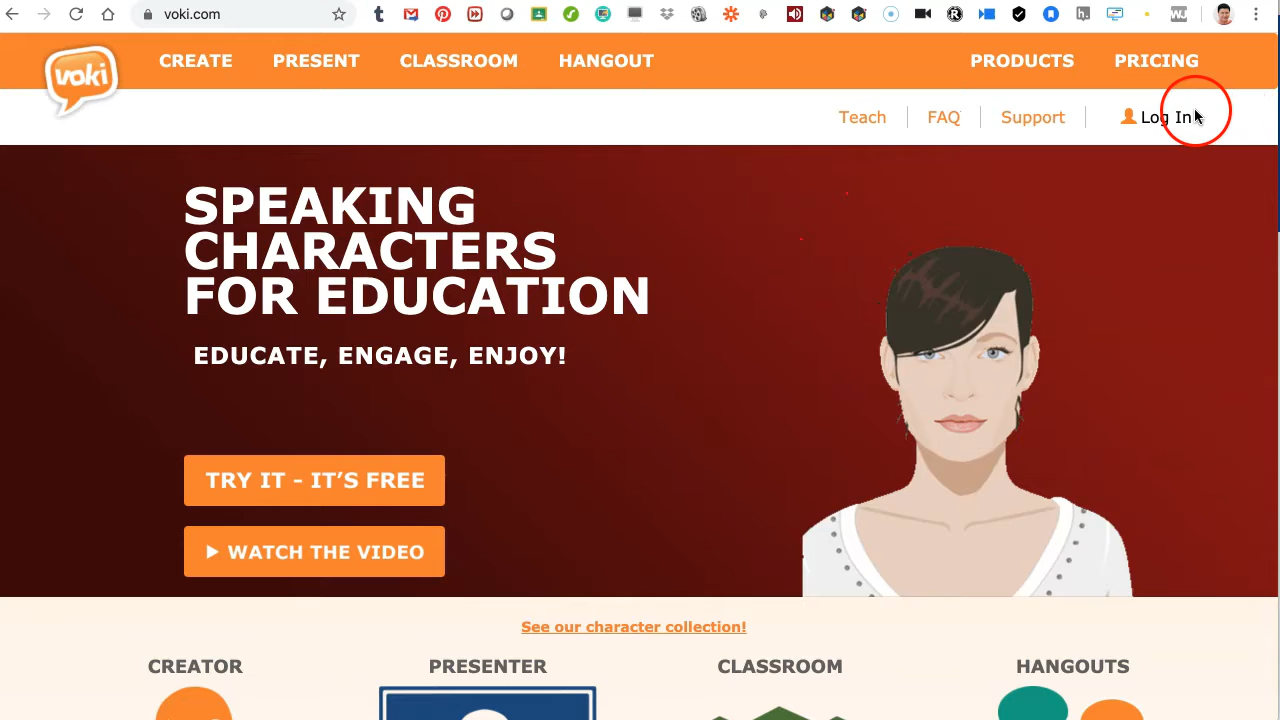 voki.com
voki
CREATE PRESENT CLASSROOM HANGOUT PRODUCTS PRICING
Teach FAQ Support Log In
SPEAKING
CHARACTERS
FOR EDUCATION
EDUCATE, ENGAGE, ENJOY!
TRY IT - IT'S FREE
WATCH THE VIDEO
See our character collection!
CREATOR PRESENTER CLASSROOM HANGOUTS